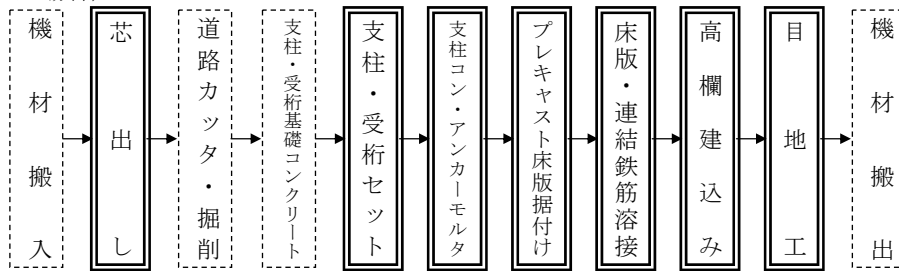 機材搬入
芯出し
道路カッタ・掘削
支柱・受桁基礎コンクリート
支柱・受桁セット
支柱コン・アンカーモルタ
プレキャスト床版据付け
床版・連結鉄筋溶接
高欄建込み
目地工
機材搬出